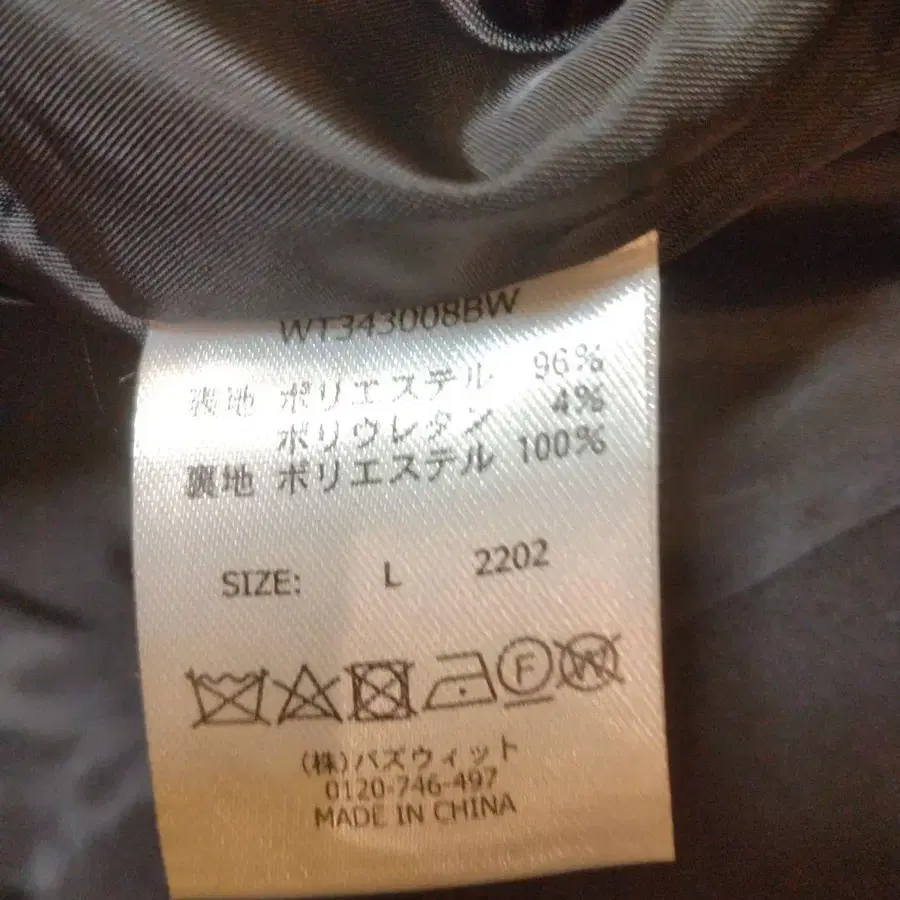 WT343008BW
表地 ポリエステル 96%
ポリウレタン 4%
裏地 ポリエステル 100%
SIZE: L 2202
F W
(株)バズウィット
0120-746-497
MADE IN CHINA